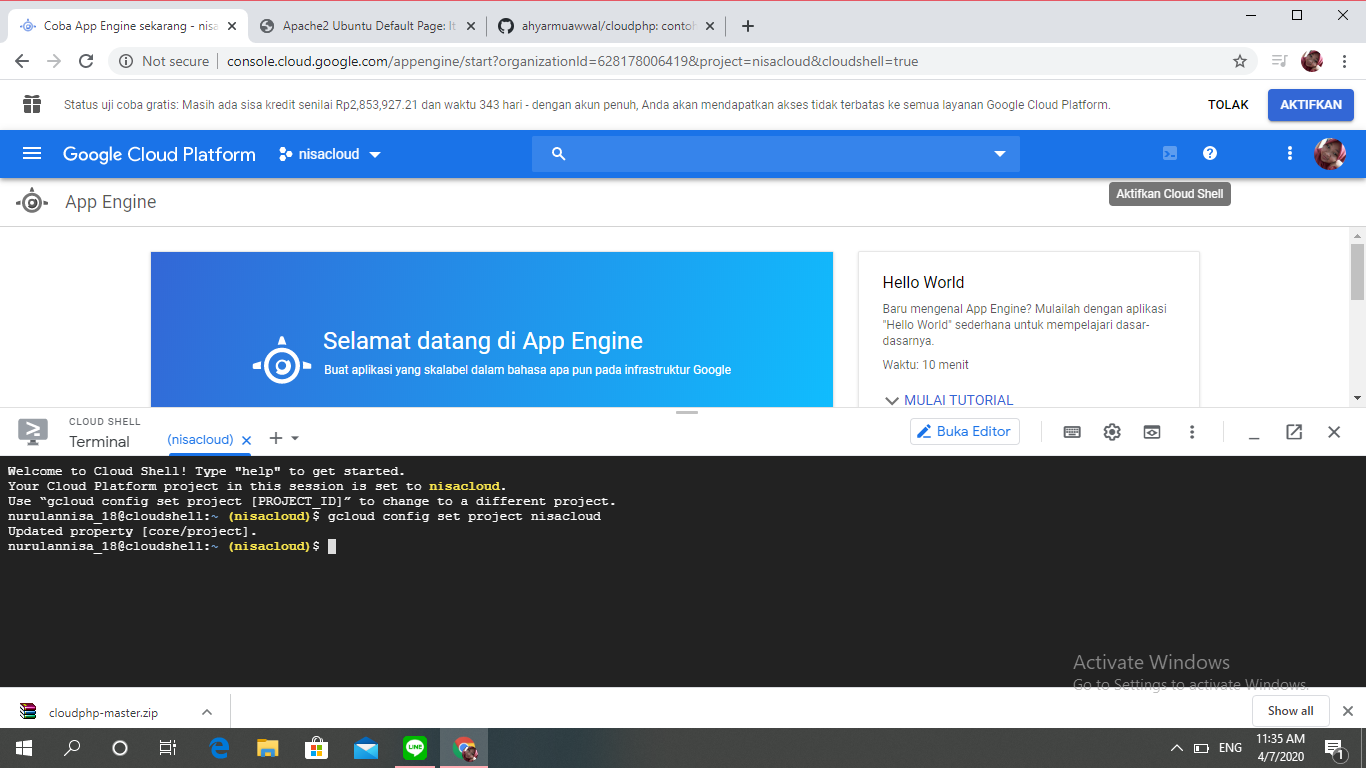 Coba App Engine sekarang - nisa
Apache2 Ubuntu Default Page: It
ahyarmuawwal/cloudphp: contoh
Not secure
console.cloud.google.com/appengine/start?organizationId=628178006419&project=nisacloud&cloudshell=true
Status uji coba gratis: Masih ada sisa kredit senilai Rp2,853,927.21 dan waktu 343 hari - dengan akun penuh, Anda akan mendapatkan akses tidak terbatas ke semua layanan Google Cloud Platform.
TOLAK
AKTIFKAN
Google Cloud Platform
nisacloud
App Engine
Aktifkan Cloud Shell
Selamat datang di App Engine
Buat aplikasi yang skalabel dalam bahasa apa pun pada infrastruktur Google
Hello World
Baru mengenal App Engine? Mulailah dengan aplikasi
"Hello World" sederhana untuk mempelajari dasar-
dasarnya.
Waktu: 10 menit
MULAI TUTORIAL
CLOUD SHELL
Terminal
(nisacloud)
Buka Editor
Welcome to Cloud Shell! Type "help" to get started.
Your Cloud Platform project in this session is set to nisacloud.
Use “gcloud config set project [PROJECT_ID]” to change to a different project.
nurulannisa_18@cloudshell:~ (nisacloud)$ gcloud config set project nisacloud
Updated property [core/project].
nurulannisa_18@cloudshell:~ (nisacloud)$
Activate Windows
Go to Settings to activate Windows.
cloudphp-master.zip
Show all
LINE
ENG
11:35 AM
4/7/2020
1